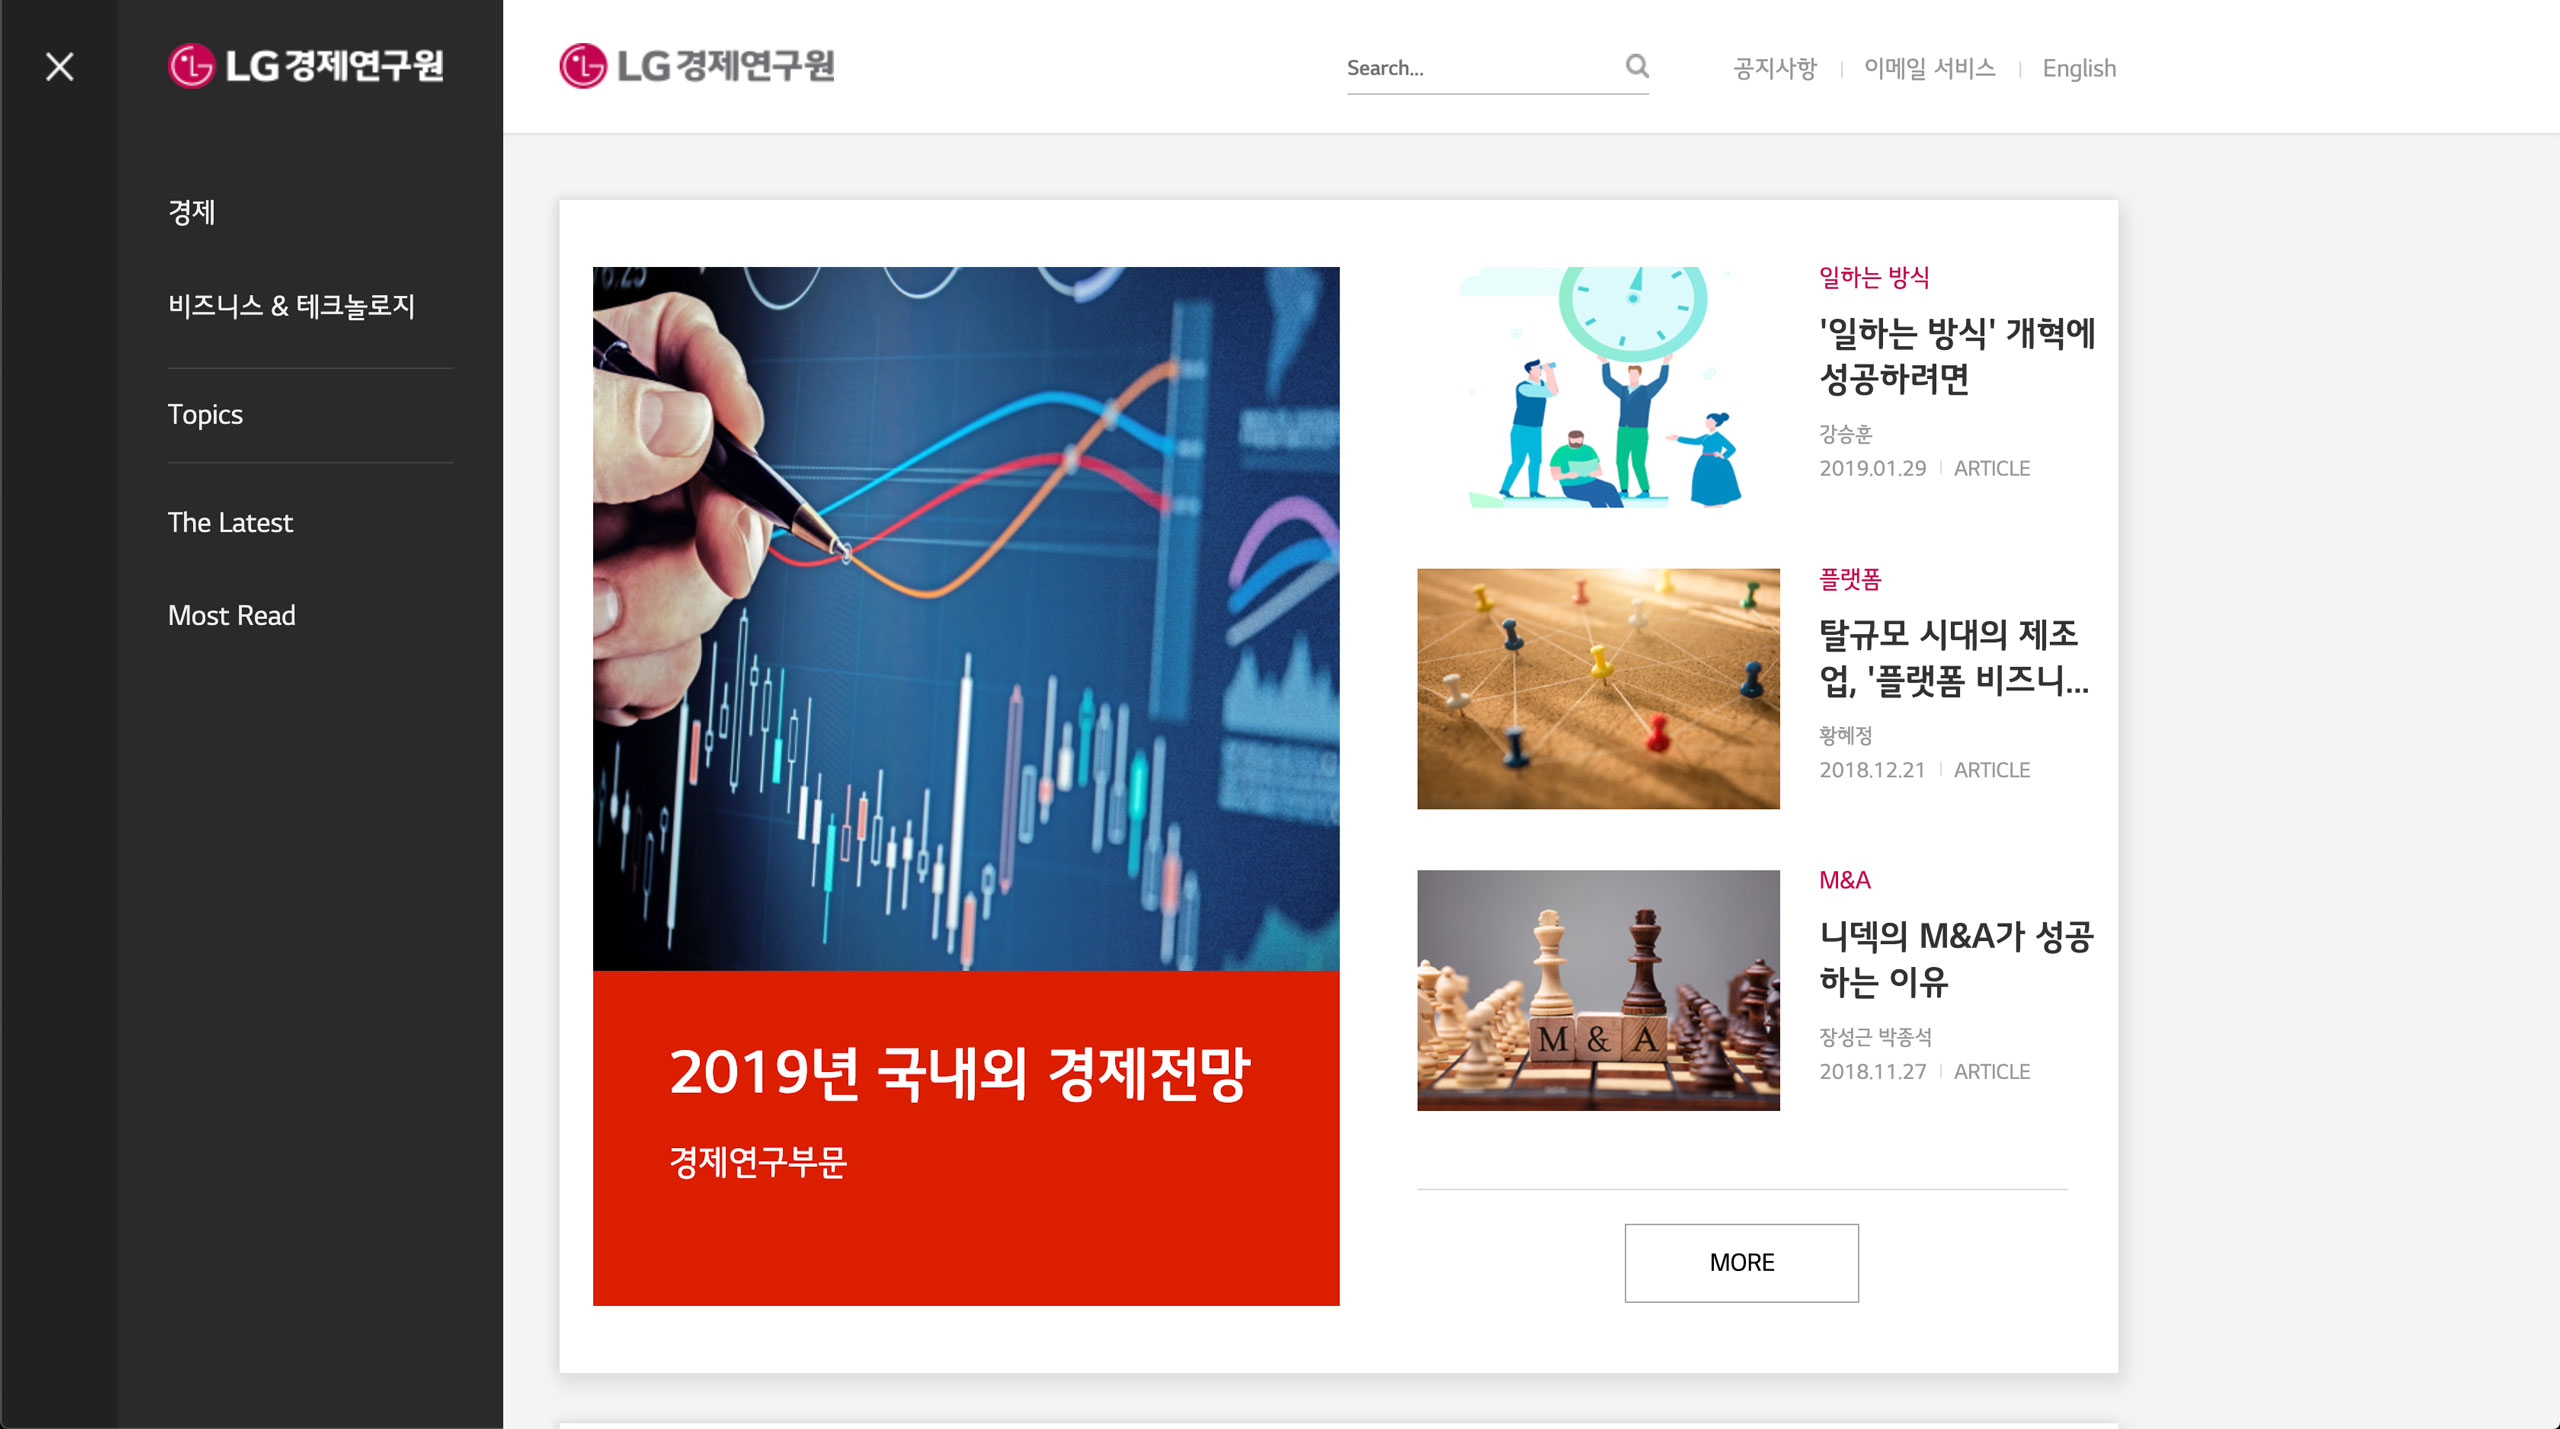 LG 경제연구원
경제
비즈니스 & 테크놀로지
Topics
The Latest
Most Read
LG 경제연구원
Search...
공지사항
이메일 서비스
English
2019년 국내외 경제전망
경제연구부문
일하는 방식
'일하는 방식' 개혁에
성공하려면
강승훈
2019.01.29 | ARTICLE
플랫폼
탈규모 시대의 제조
업, '플랫폼 비즈니...
황혜정
2018.12.21 | ARTICLE
M & A
M&A
니덱의 M&A가 성공
하는 이유
장성근 박종석
2018.11.27 | ARTICLE
MORE